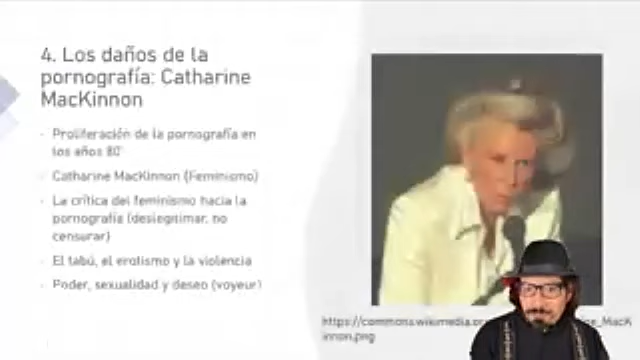 4. Los daños de la
pornografía: Catharine
MacKinnon
Proliferación de la pornografía en
los años 80'
Catharine MacKinnon (Feminismo)
La crítica del feminismo hacia la
pornografía (deslegitimar, no
censurar)
El tabú, el erotismo y la violencia
Poder, sexualidad y deseo (voyeur)
https://commons.wikimedia.o
ne_MacK
innon.png